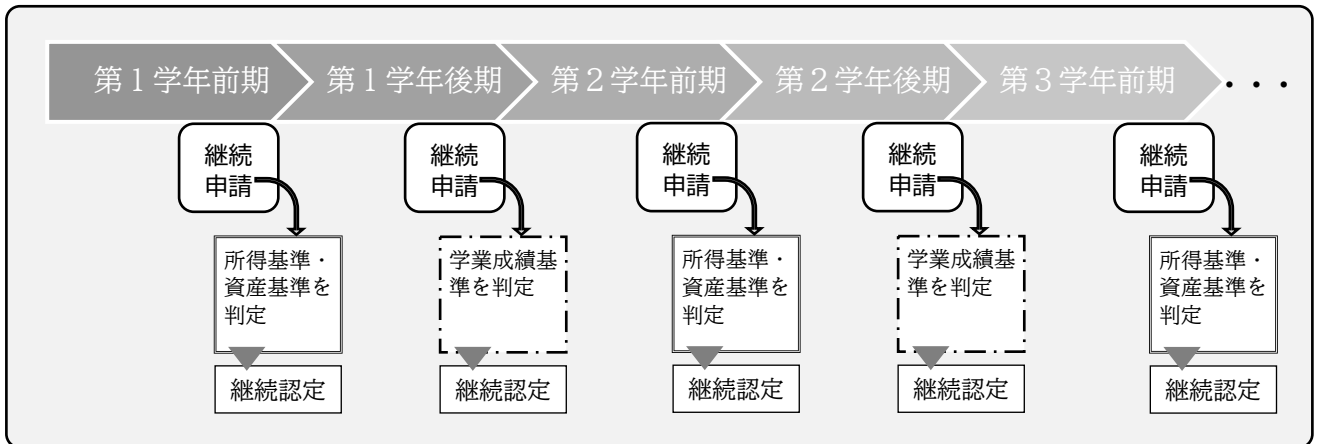 第１学年前期
第１学年後期
第２学年前期
第２学年後期
第３学年前期
・・・
継続
申請
継続
申請
継続
申請
継続
申請
継続
申請
所得基準・
資産基準を
判定
学業成績基
準を判定
所得基準・
資産基準を
判定
学業成績基
準を判定
所得基準・
資産基準を
判定
継続認定
継続認定
継続認定
継続認定
継続認定